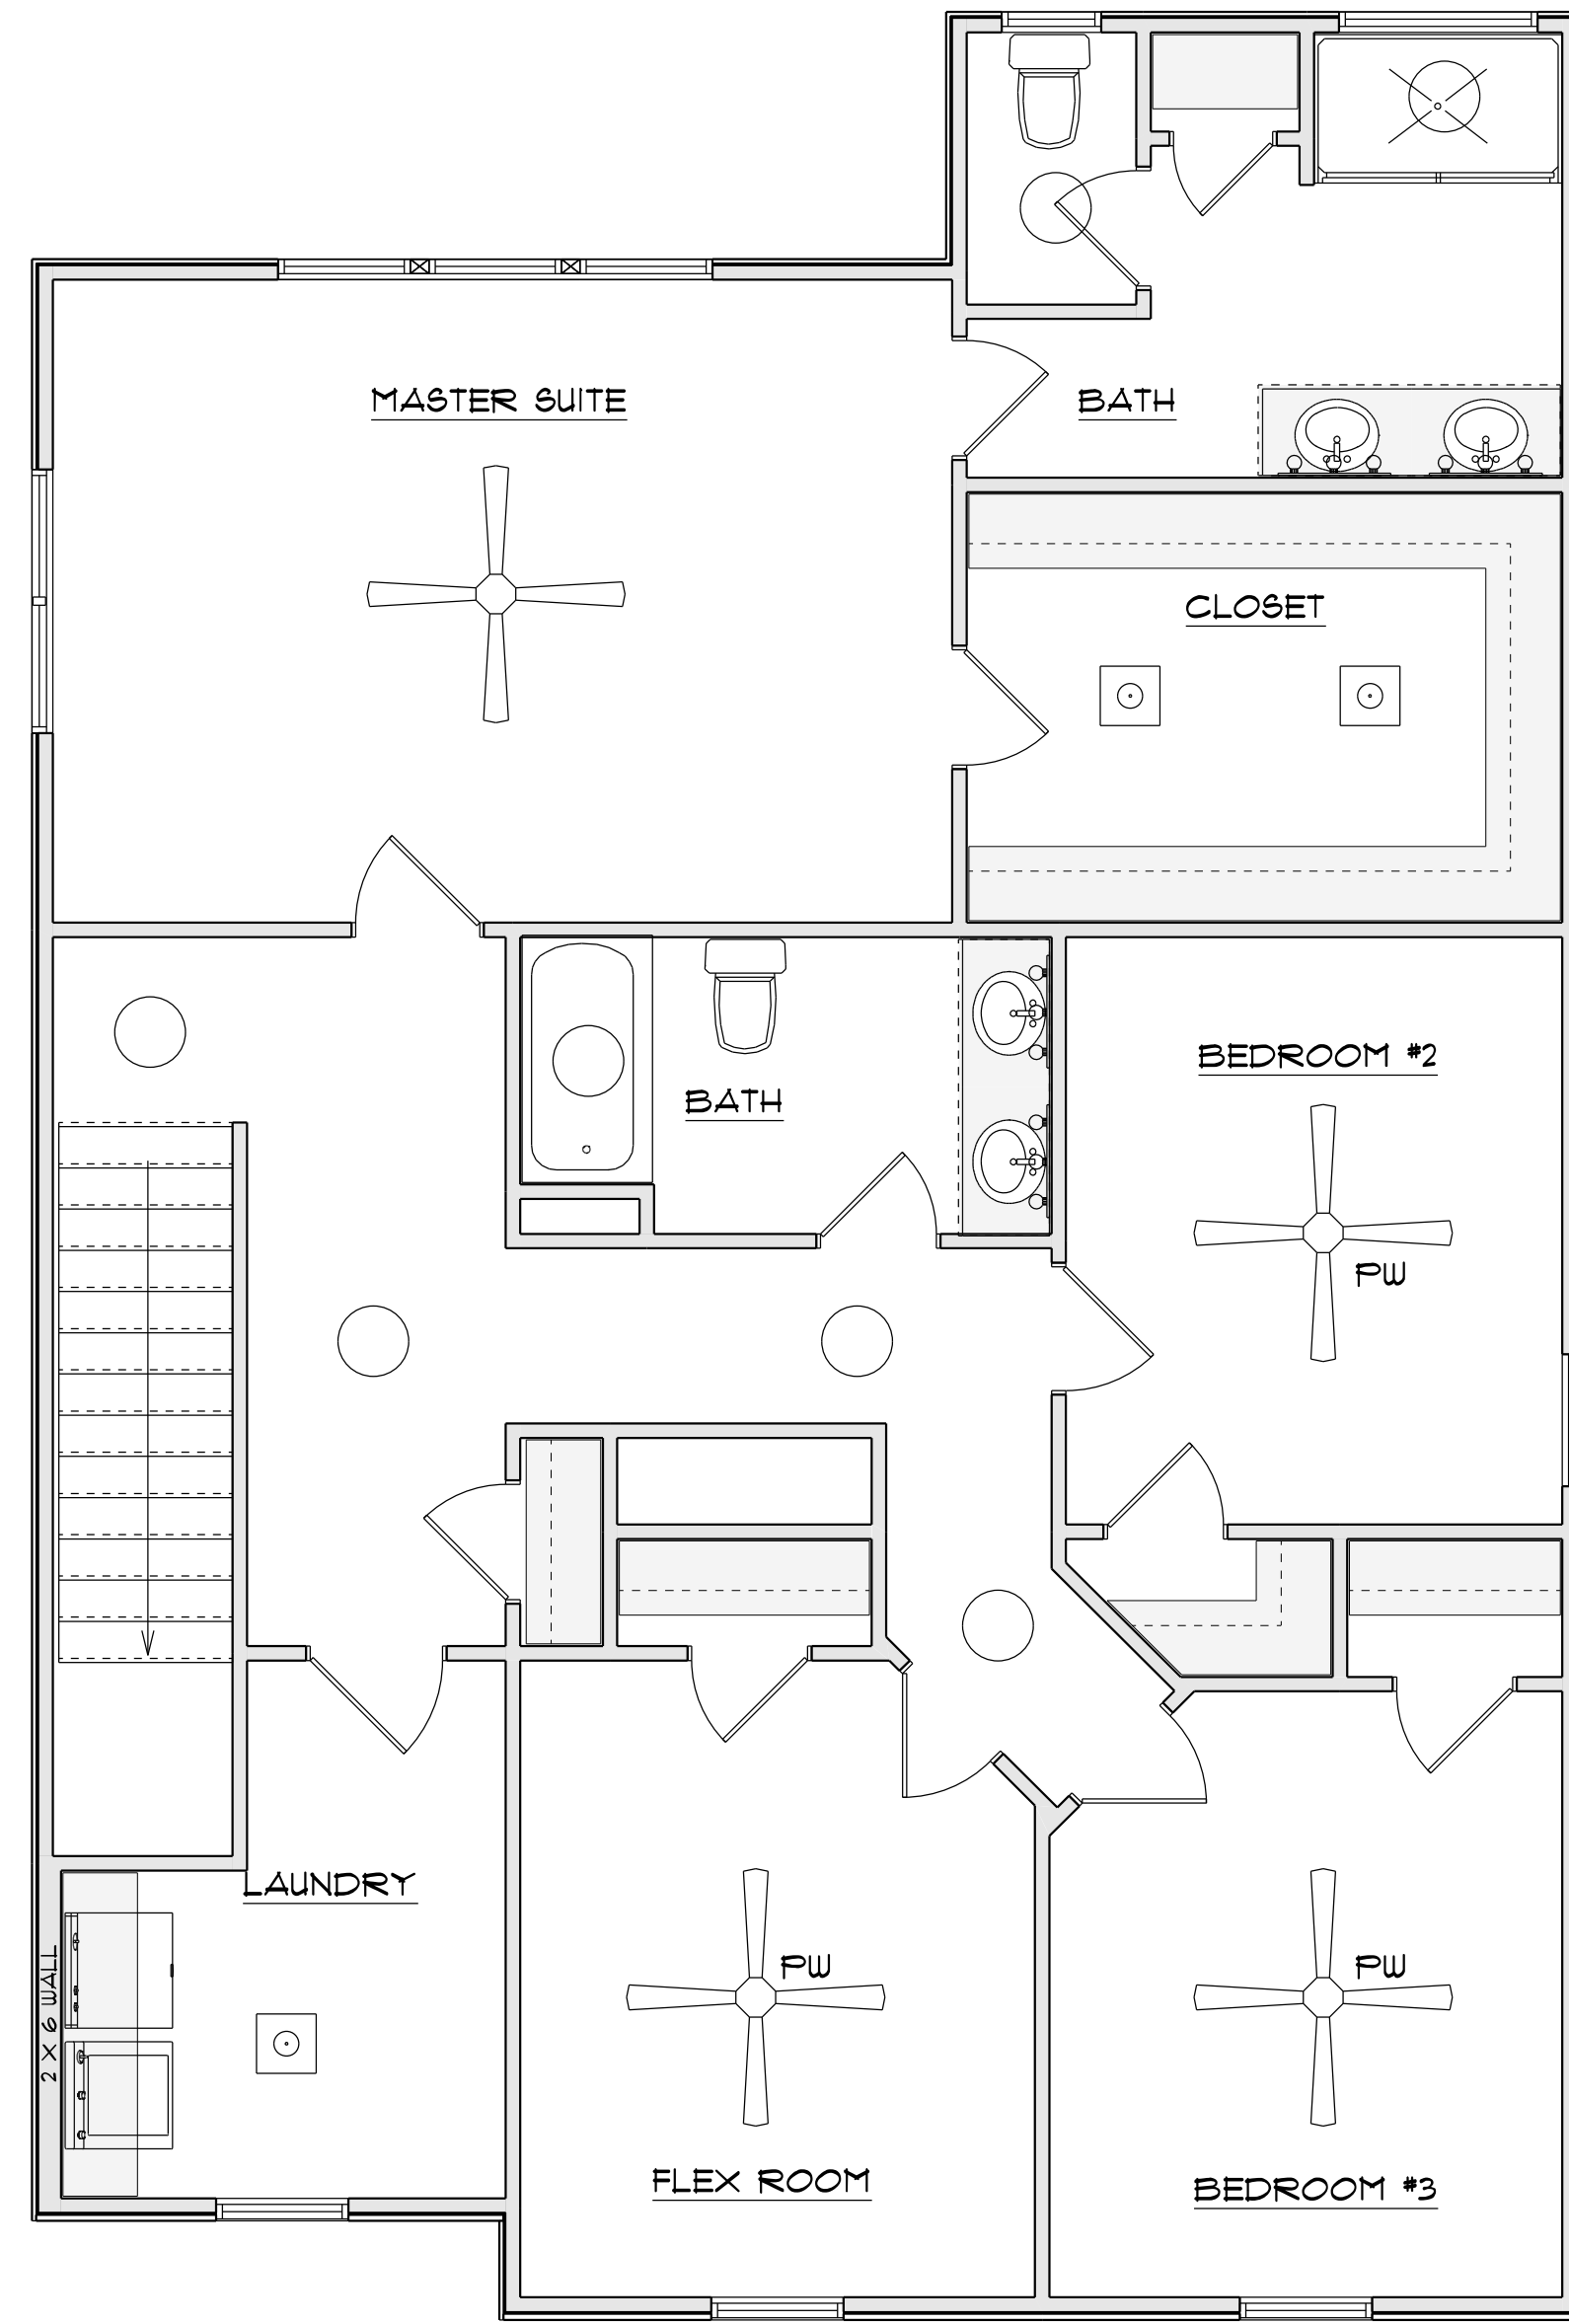 MASTER SUITE
BATH
CLOSET
BEDROOM #2
BATH
PW
LAUNDRY
2 X 6 WALL
PW
PW
FLEX ROOM
BEDROOM #3